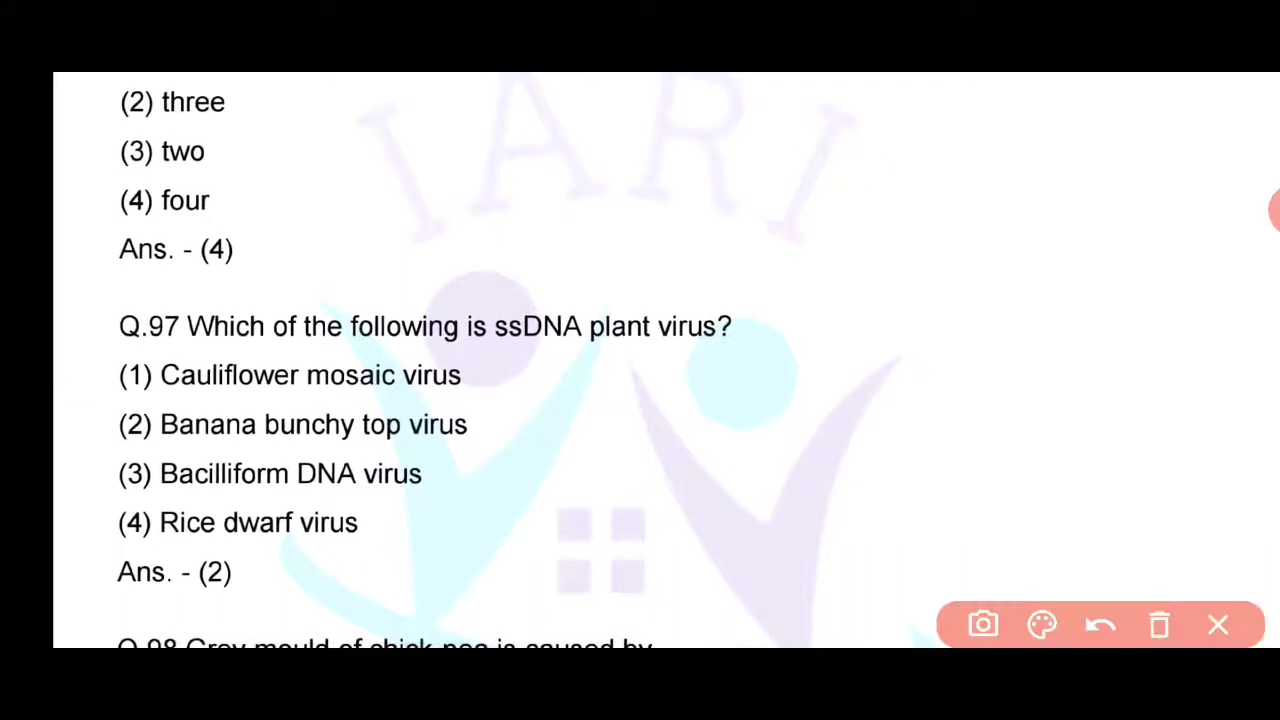 IARI
(2) three
(3) two
(4) four
Ans. - (4)
Q.97 Which of the following is ssDNA plant virus?
(1) Cauliflower mosaic virus
(2) Banana bunchy top virus
(3) Bacilliform DNA virus
(4) Rice dwarf virus
Ans. - (2)
Q.98 Grey mould of chick pea is caused by